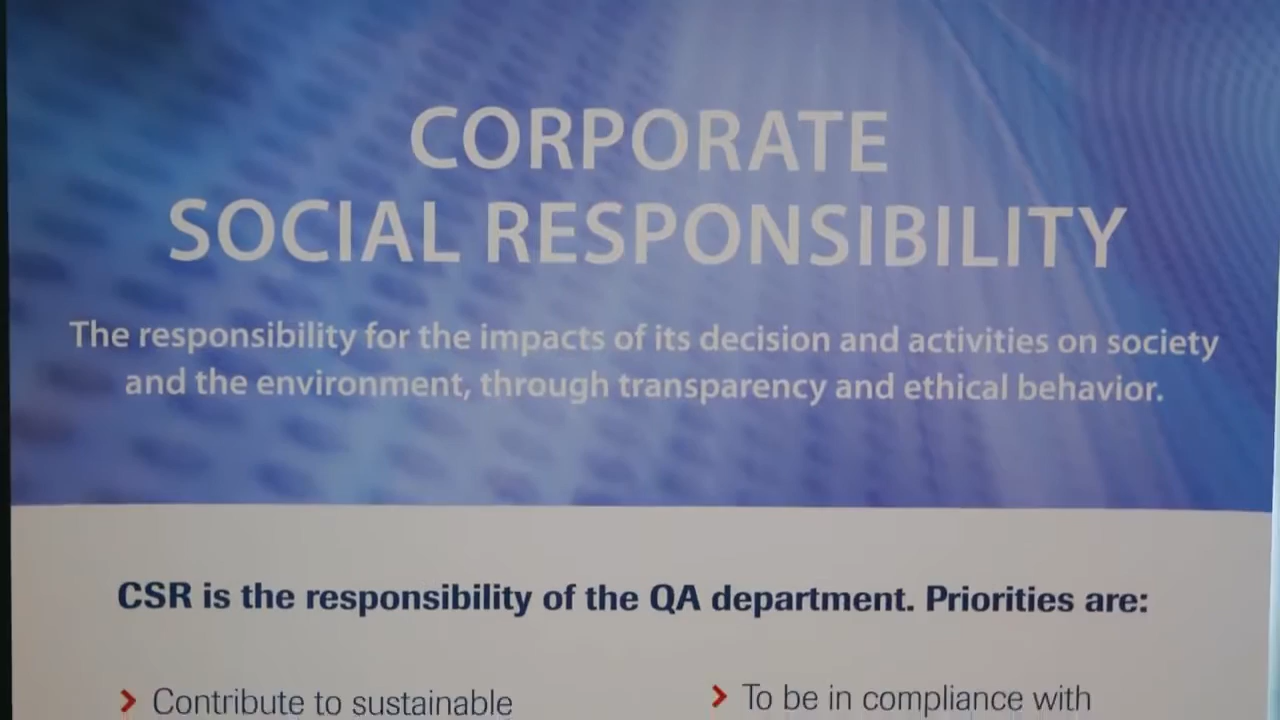 CORPORATE
SOCIAL RESPONSIBILITY
The responsibility for the impacts of its decision and activities on society
and the environment, through transparency and ethical behavior.
CSR is the responsibility of the QA department. Priorities are:
> Contribute to sustainable
> To be in compliance with